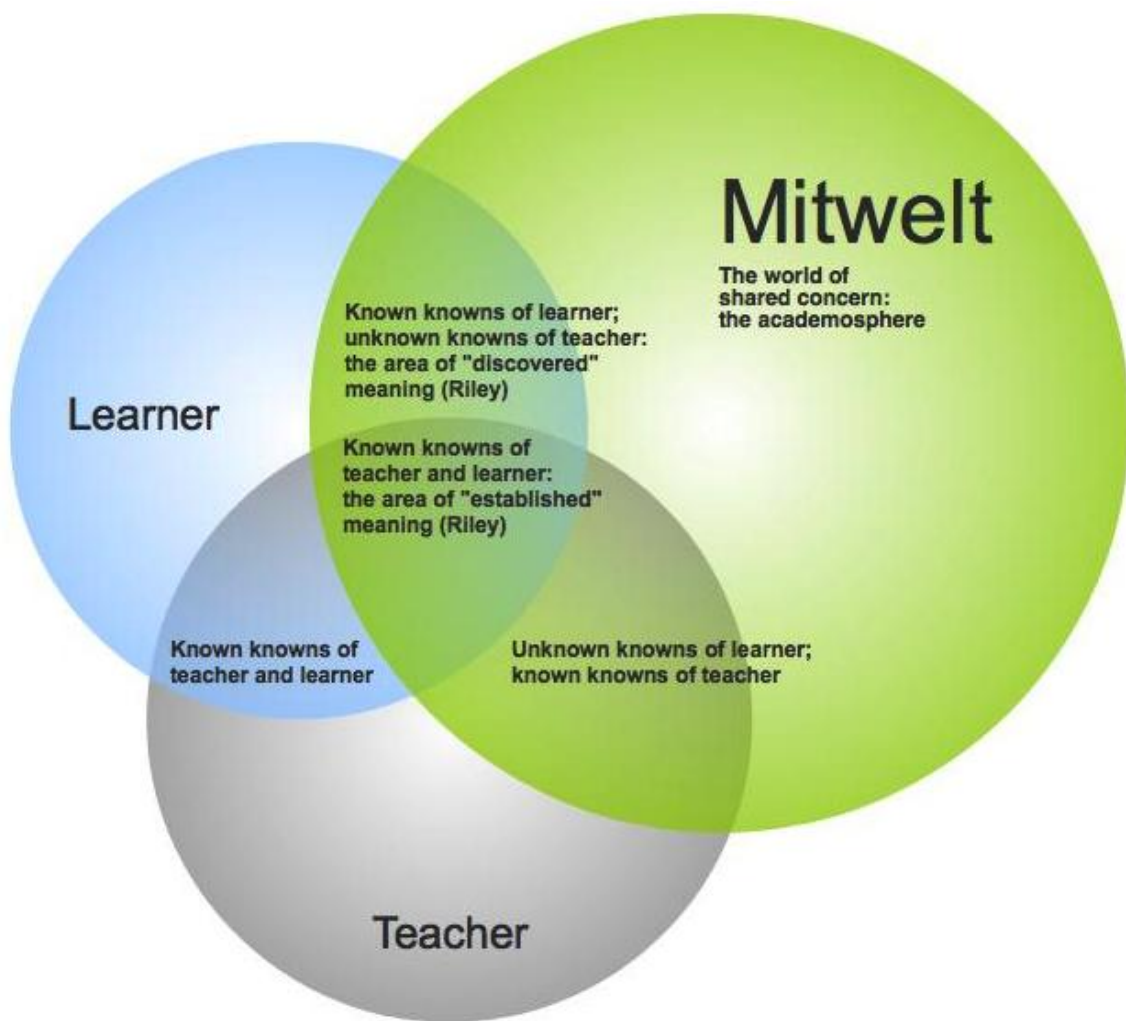 Mitwelt
The world of
shared concern:
the academosphere
Known knowns of learner;
unknown knowns of teacher:
the area of "discovered"
meaning (Riley)
Learner
Known knowns of
teacher and learner:
the area of "established"
meaning (Riley)
Known knowns of
teacher and learner
Unknown knowns of learner;
known knowns of teacher
Teacher